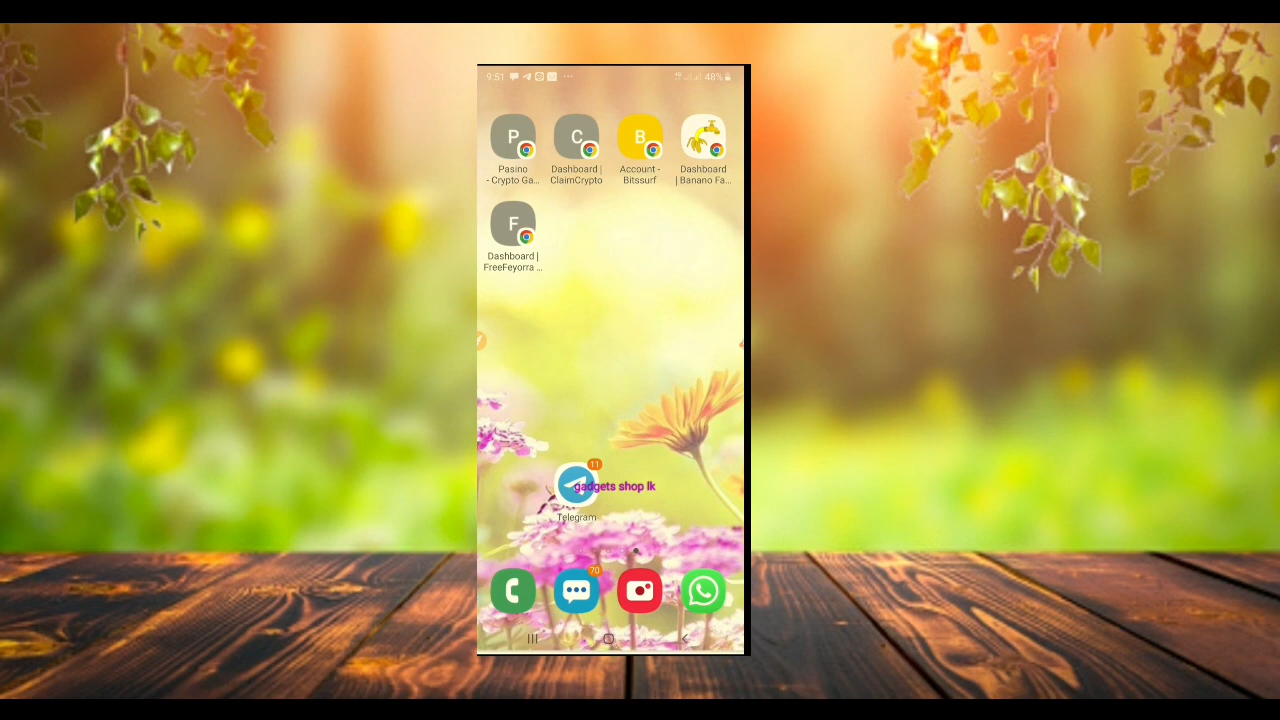 9:51
48%
P
C
B
Pasino
- Crypto Ga...
Dashboard |
ClaimCrypto
Account -
Bitssurf
Dashboard
| Banano Fa...
F
Dashboard |
FreeFeyorra ...
11
gadgets shop lk
Telegram
70